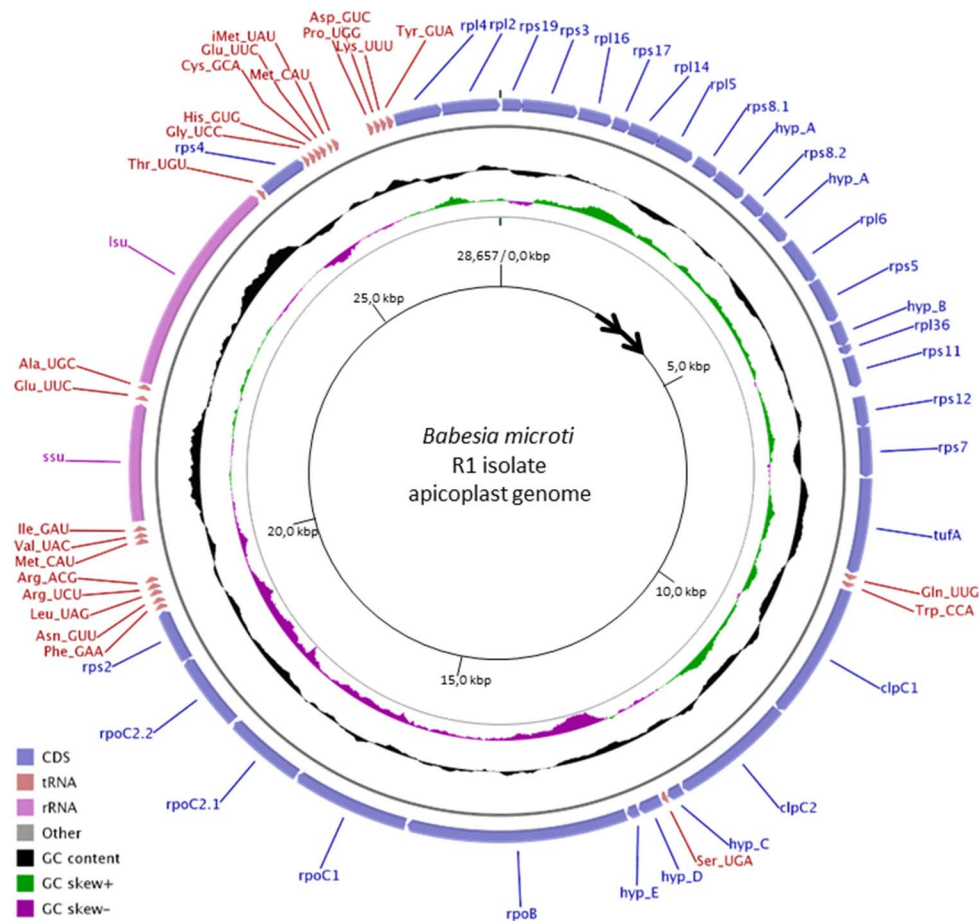 Asp_GUC
Pro_UGG
Lys_UUU
Tyr_GUA
iMet_UAU
Glu_UUC
Cys_GCA
Met_CAU
His_GUG
Gly_UCC
rps4
Thr_UGU
rpl4
rpl2
rps19
rps3
rpl16
rps17
rpl14
rpl5
rps8.1
hyp_A
rps8.2
hyp_A
rpl6
rps5
hyp_B
rpl36
rps11
rps12
rps7
tufA
Gln_UUG
Trp_CCA
clpC1
clpC2
hyp_C
Ser_UGA
hyp_D
hyp_E
rpoB
rpoC1
rpoC2.1
rpoC2.2
rps2
Phe_GAA
Asn_GUU
Leu_UAG
Arg_UCU
Arg_ACG
Met_CAU
Val_UAC
Ile_GAU
ssu
Glu_UUC
Ala_UGC
lsu
28,657 / 0,0 kbp
5,0 kbp
10,0 kbp
15,0 kbp
20,0 kbp
25,0 kbp
Babesia microti
R1 isolate
apicoplast genome
CDS
tRNA
rRNA
Other
GC content
GC skew+
GC skew-